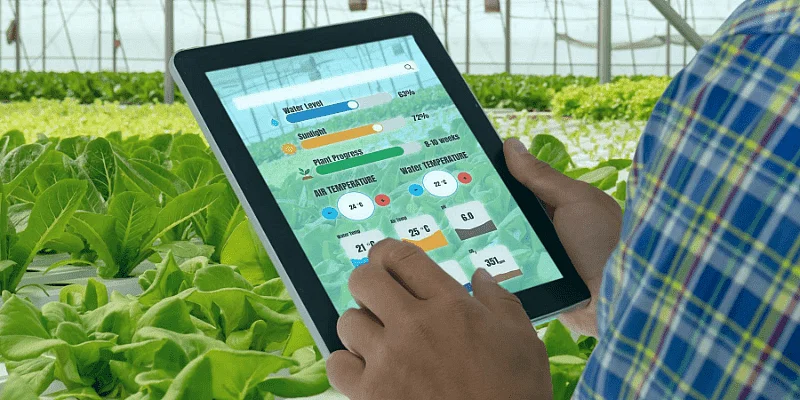 Water Level 63%
Sunlight 72%
Plant Progress 8-10 weeks
AIR TEMPERATURE Water TEMPERATURE
24 °C 22 °C
Water temp Air temp
21 °C 25 °C 6.0
351